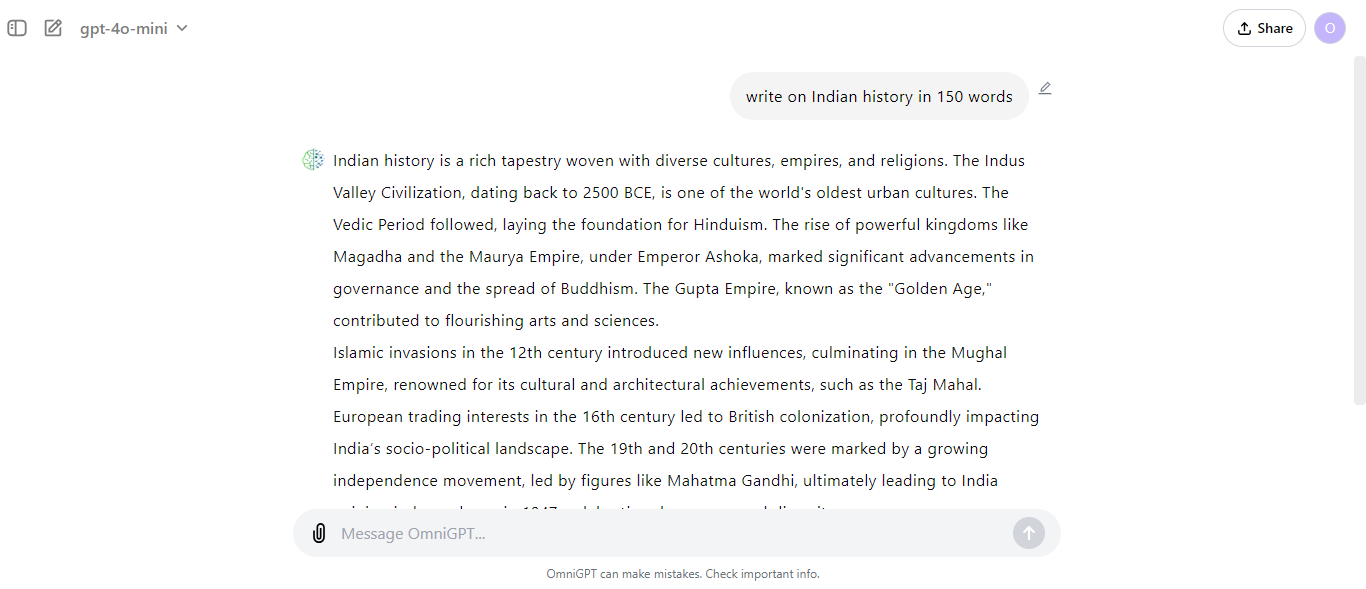 gpt-4o-mini
Share
O
write on Indian history in 150 words
Indian history is a rich tapestry woven with diverse cultures, empires, and religions. The Indus
Valley Civilization, dating back to 2500 BCE, is one of the world's oldest urban cultures. The
Vedic Period followed, laying the foundation for Hinduism. The rise of powerful kingdoms like
Magadha and the Maurya Empire, under Emperor Ashoka, marked significant advancements in
governance and the spread of Buddhism. The Gupta Empire, known as the "Golden Age,"
contributed to flourishing arts and sciences.
Islamic invasions in the 12th century introduced new influences, culminating in the Mughal
Empire, renowned for its cultural and architectural achievements, such as the Taj Mahal.
European trading interests in the 16th century led to British colonization, profoundly impacting
India's socio-political landscape. The 19th and 20th centuries were marked by a growing
independence movement, led by figures like Mahatma Gandhi, ultimately leading to India
Message OmniGPT...
OmniGPT can make mistakes. Check important info.